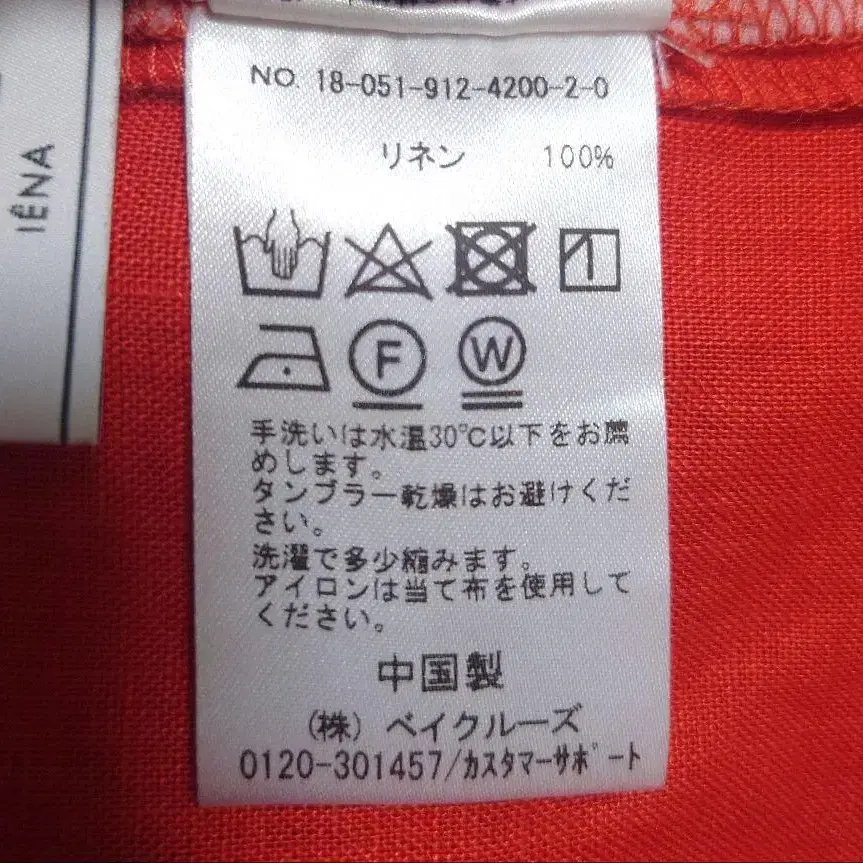 IÉNA
NO. 18-051-912-4200-2-0
リネン 100%
F W
手洗いは水温30℃以下をお薦
めします。
タンブラー乾燥はお避けくだ
さい。
洗濯で多少縮みます。
アイロンは当て布を使用して
ください。
中国製
(株) ベイクルーズ
0120-301457/カスタマーサポート